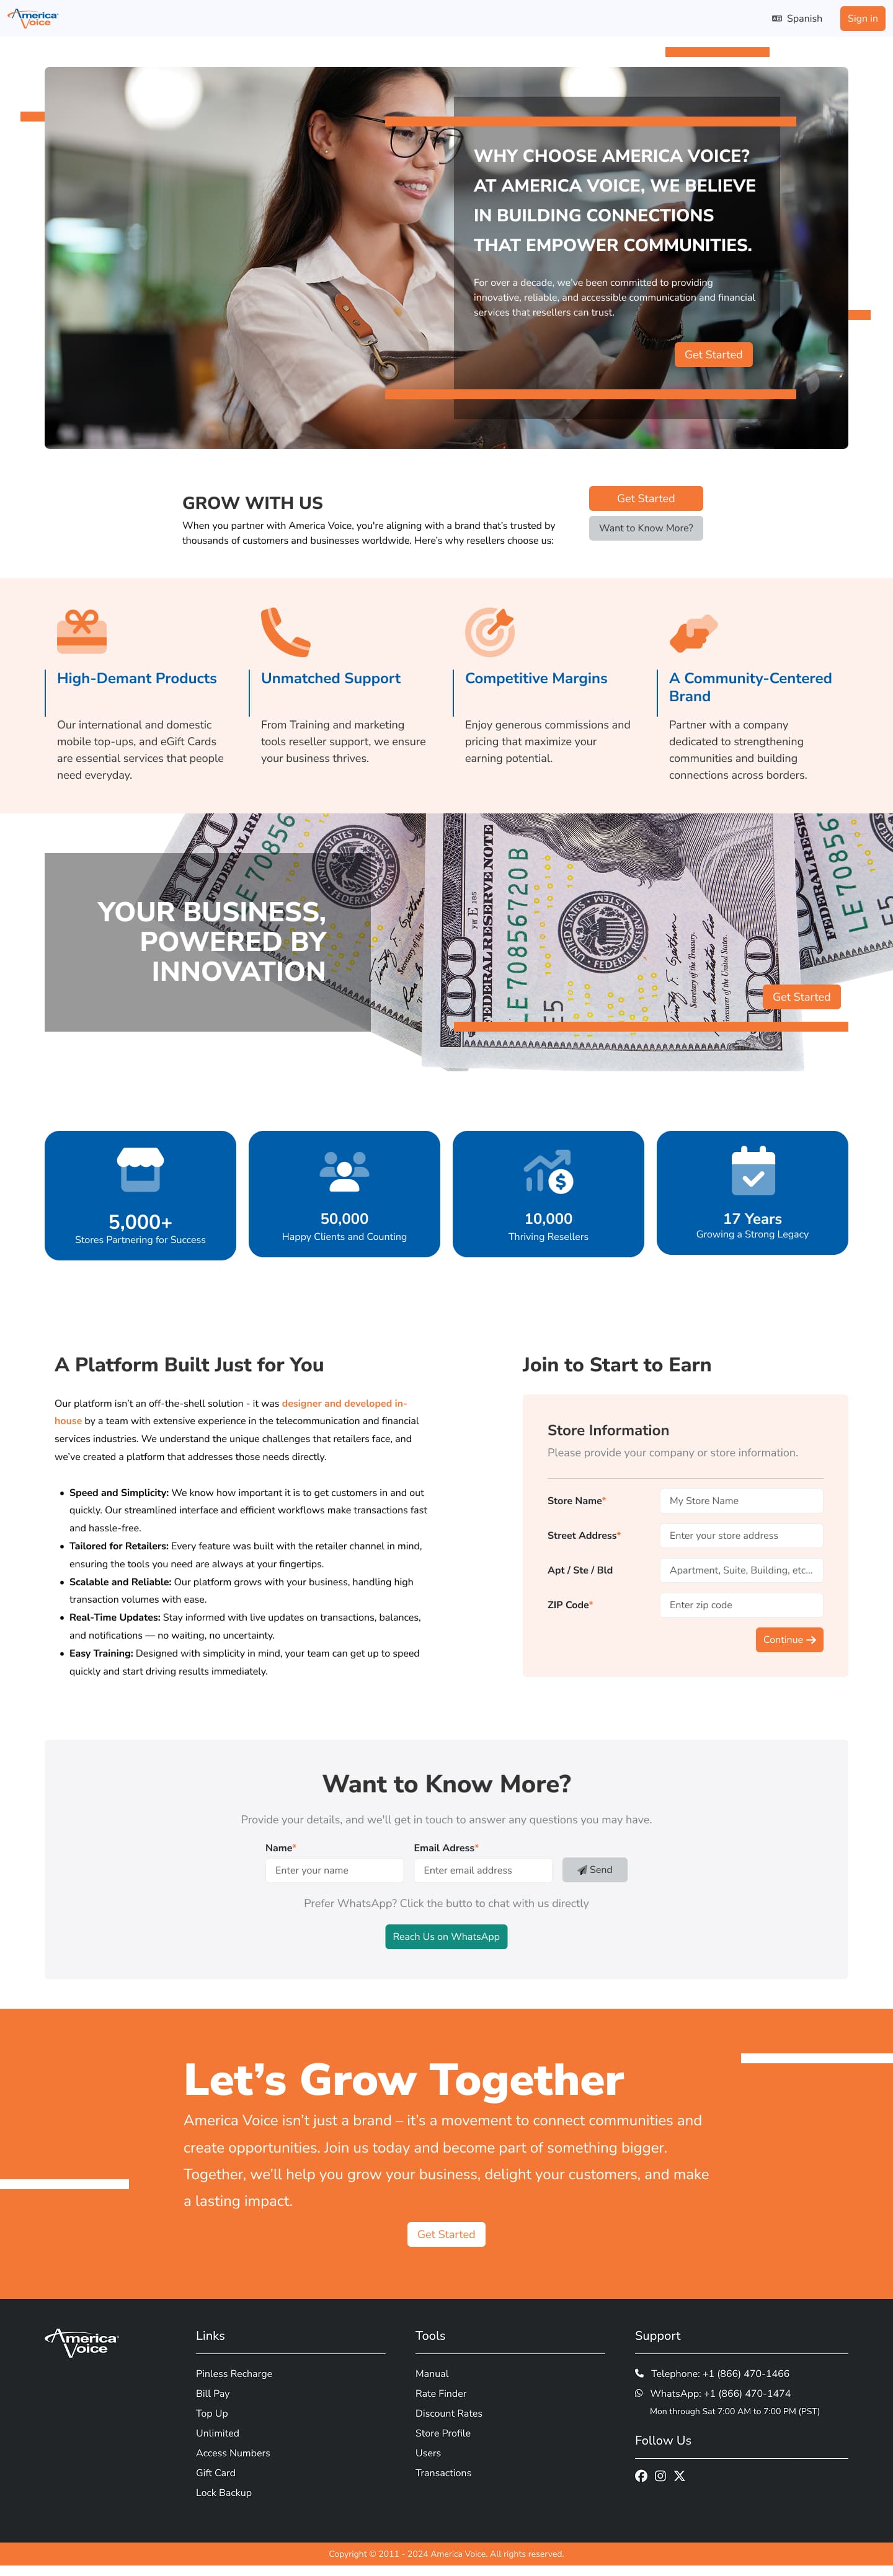 America Voice
Spanish
Sign in
WHY CHOOSE AMERICA VOICE?
AT AMERICA VOICE, WE BELIEVE
IN BUILDING CONNECTIONS
THAT EMPOWER COMMUNITIES.
For over a decade, we've been committed to providing
innovative, reliable, and accessible communication and financial
services that resellers can trust.
Get Started
GROW WITH US
When you partner with America Voice, you're aligning with a brand that's trusted by
thousands of customers and businesses worldwide. Here's why resellers choose us:
Get Started
Want to Know More?
High-Demant Products
Our international and domestic
mobile top-ups, and eGift Cards
are essential services that people
need everyday.
Unmatched Support
From Training and marketing
tools reseller support, we ensure
your business thrives.
Competitive Margins
Enjoy generous commissions and
pricing that maximize your
earning potential.
A Community-Centered
Brand
Partner with a company
dedicated to strengthening
communities and building
connections across borders.
YOUR BUSINESS,
POWERED BY
INNOVATION
FEDERAL RESERVE NOTE
LE 70856720 B
E5
UNITED STATES
FEDERAL RESERVE
Secretary of the Treasury.
Treasurer of the United States.
100
Get Started
5,000+
Stores Partnering for Success
50,000
Happy Clients and Counting
10,000
Thriving Resellers
17 Years
Growing a Strong Legacy
A Platform Built Just for You
Our platform isn't an off-the-shell solution - it was designer and developed in-
house by a team with extensive experience in the telecommunication and financial
services industries. We understand the unique challenges that retailers face, and
we've created a platform that addresses those needs directly.
• Speed and Simplicity: We know how important it is to get customers in and out
quickly. Our streamlined interface and efficient workflows make transactions fast
and hassle-free.
• Tailored for Retailers: Every feature was built with the retailer channel in mind,
ensuring the tools you need are always at your fingertips.
• Scalable and Reliable: Our platform grows with your business, handling high
transaction volumes with ease.
• Real-Time Updates: Stay informed with live updates on transactions, balances,
and notifications — no waiting, no uncertainty.
• Easy Training: Designed with simplicity in mind, your team can get up to speed
quickly and start driving results immediately.
Join to Start to Earn
Store Information
Please provide your company or store information.
Store Name*
My Store Name
Street Address*
Enter your store address
Apt / Ste / Bld
Apartment, Suite, Building, etc...
ZIP Code*
Enter zip code
Continue
Want to Know More?
Provide your details, and we'll get in touch to answer any questions you may have.
Name*
Enter your name
Email Adress*
Enter email address
Send
Prefer WhatsApp? Click the butto to chat with us directly
Reach Us on WhatsApp
Let's Grow Together
America Voice isn't just a brand – it's a movement to connect communities and
create opportunities. Join us today and become part of something bigger.
Together, we'll help you grow your business, delight your customers, and make
a lasting impact.
Get Started
America Voice
Links
Pinless Recharge
Bill Pay
Top Up
Unlimited
Access Numbers
Gift Card
Lock Backup
Tools
Manual
Rate Finder
Discount Rates
Store Profile
Users
Transactions
Support
Telephone: +1 (866) 470-1466
WhatsApp: +1 (866) 470-1474
Mon through Sat 7:00 AM to 7:00 PM (PST)
Follow Us
Copyright © 2011 - 2024 America Voice. All rights reserved.